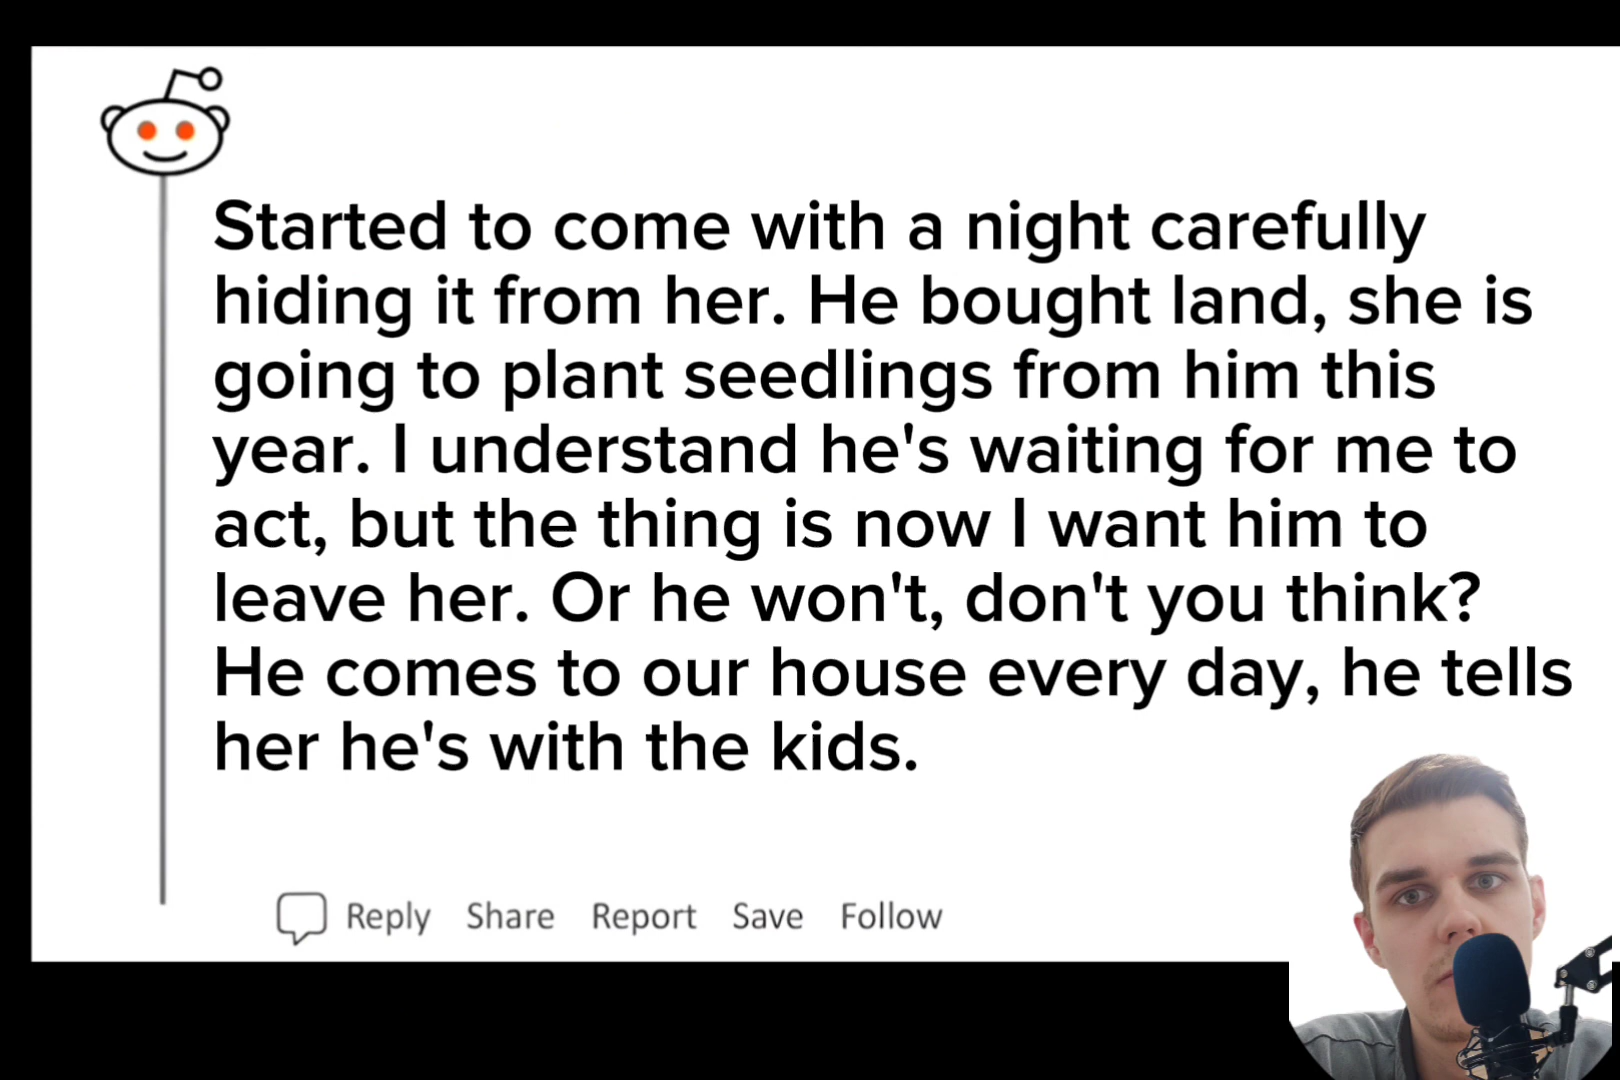 Started to come with a night carefully
hiding it from her. He bought land, she is
going to plant seedlings from him this
year. I understand he's waiting for me to
act, but the thing is now I want him to
leave her. Or he won't, don't you think?
He comes to our house every day, he tells
her he's with the kids.
Reply Share Report Save Follow